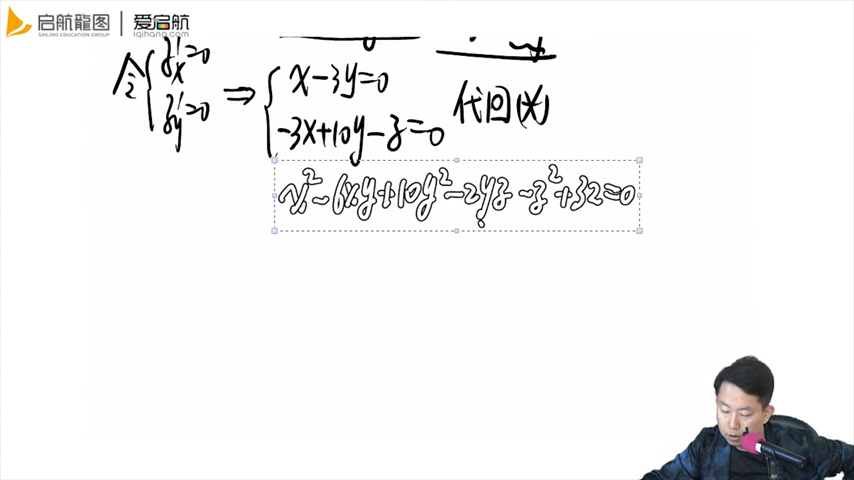 启航龍图 爱启航
SAILING EDUCATION GROUP iqihang.com
令 { z'x=0
z'y=0 ⇒ { x-3y=0
-3x+10y-z=0 代回(*)
x²-6xy+10y²-2yz-z²+32=0